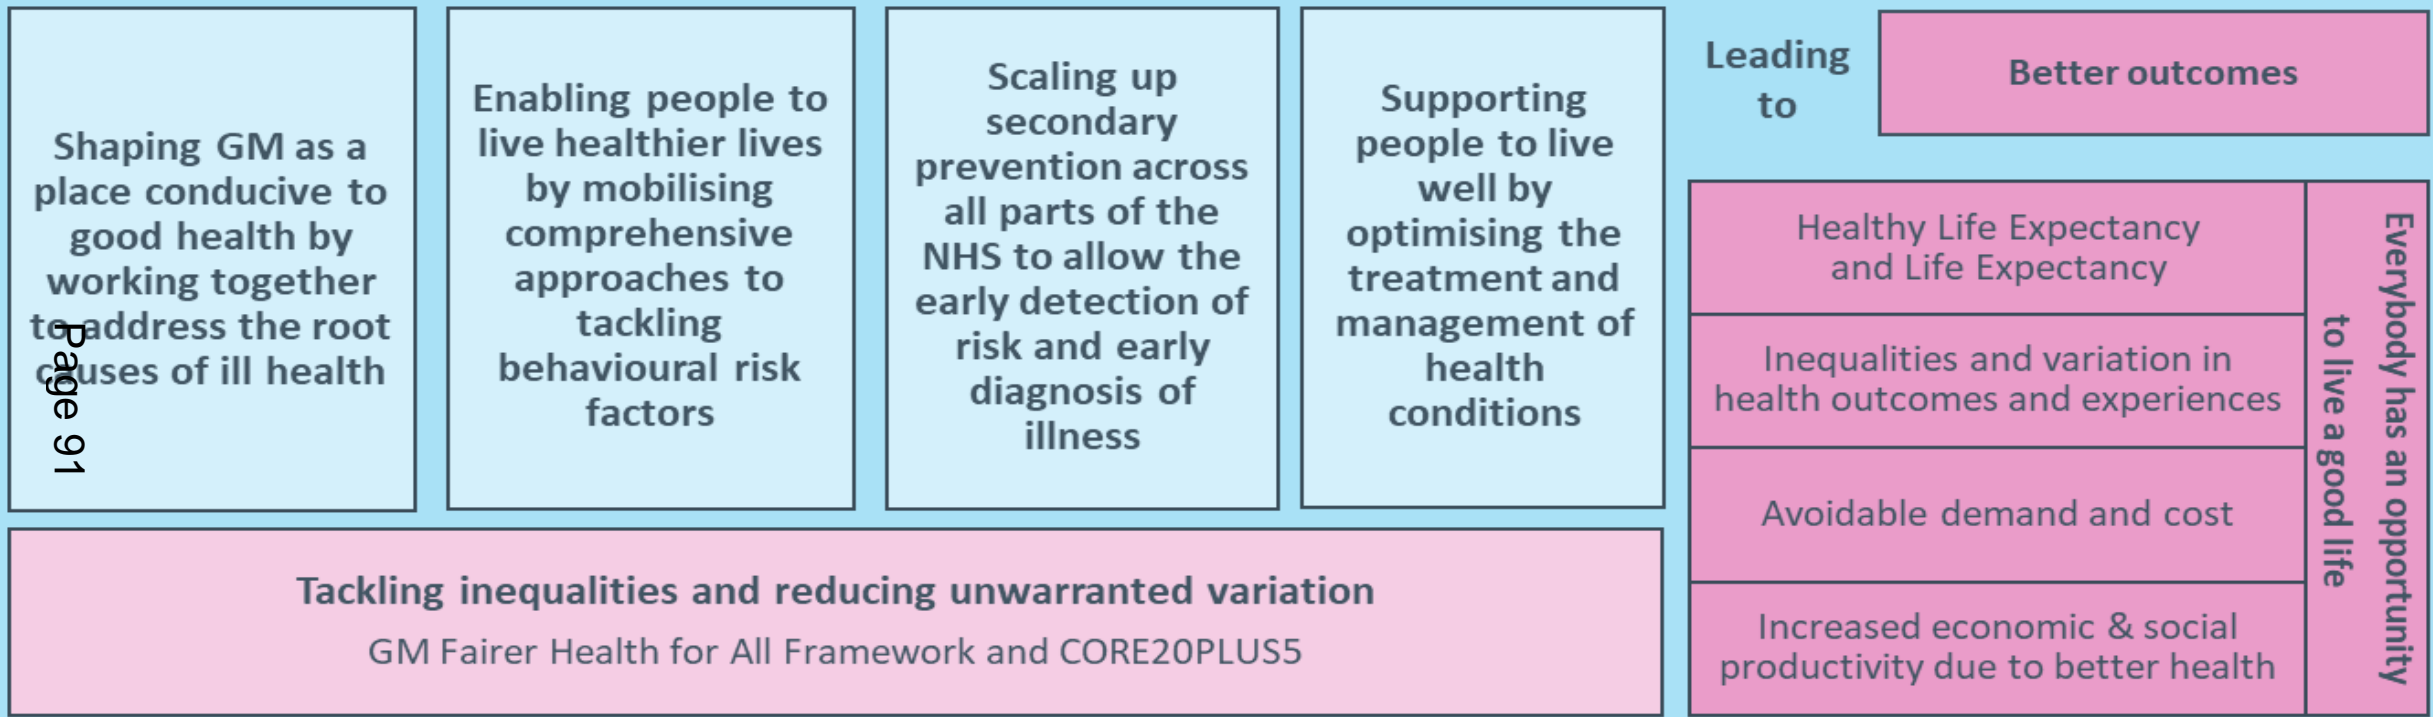 Shaping GM as a
place conducive to
good health by
working together
to address the root
causes of ill health
Page 91
Enabling people to
live healthier lives
by mobilising
comprehensive
approaches to
tackling
behavioural risk
factors
Scaling up
secondary
prevention across
all parts of the
NHS to allow the
early detection of
risk and early
diagnosis of
illness
Supporting
people to live
well by
optimising the
treatment and
management of
health
conditions
Tackling inequalities and reducing unwarranted variation
GM Fairer Health for All Framework and CORE20PLUS5
Leading
to
Better outcomes
Healthy Life Expectancy
and Life Expectancy
Inequalities and variation in
health outcomes and experiences
Avoidable demand and cost
Increased economic & social
productivity due to better health
Everybody has an opportunity
to live a good life